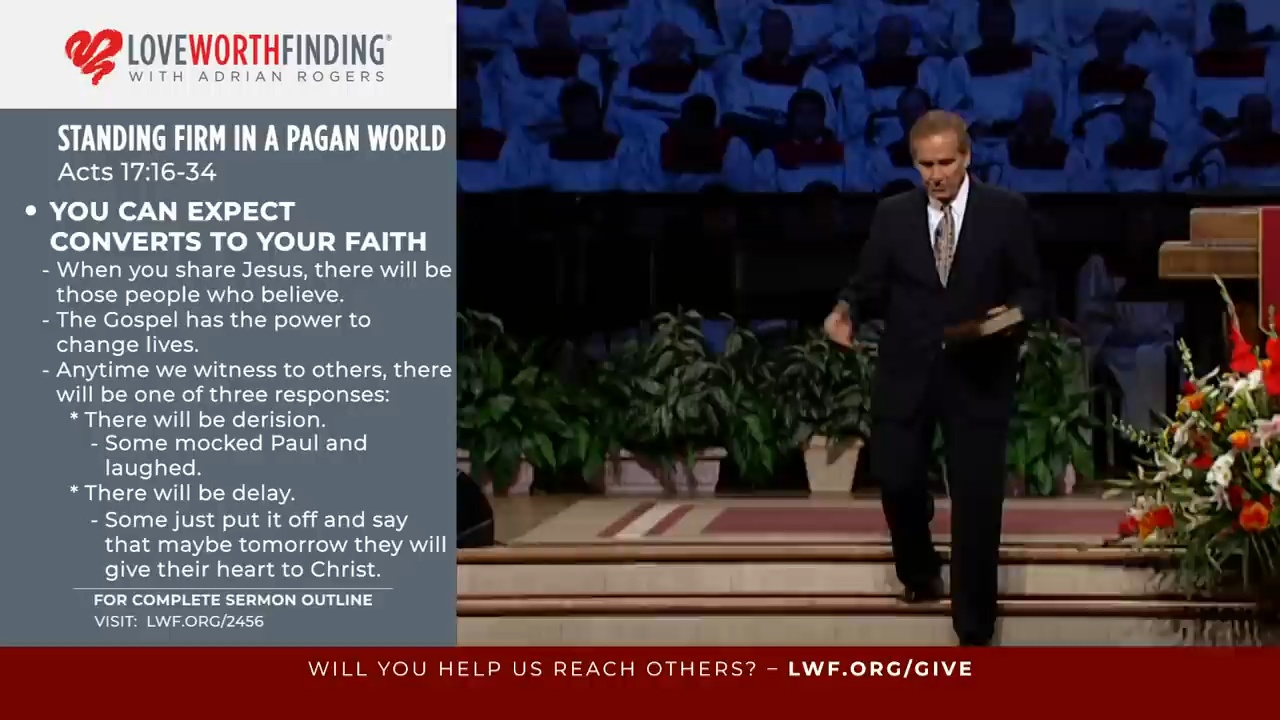 LOVEWORTHFINDING®
WITH ADRIAN ROGERS
STANDING FIRM IN A PAGAN WORLD
Acts 17:16-34
• YOU CAN EXPECT
CONVERTS TO YOUR FAITH
- When you share Jesus, there will be
those people who believe.
- The Gospel has the power to
change lives.
- Anytime we witness to others, there
will be one of three responses:
* There will be derision.
- Some mocked Paul and
laughed.
* There will be delay.
- Some just put it off and say
that maybe tomorrow they will
give their heart to Christ.
FOR COMPLETE SERMON OUTLINE
VISIT: LWF.ORG/2456
WILL YOU HELP US REACH OTHERS? – LWF.ORG/GIVE